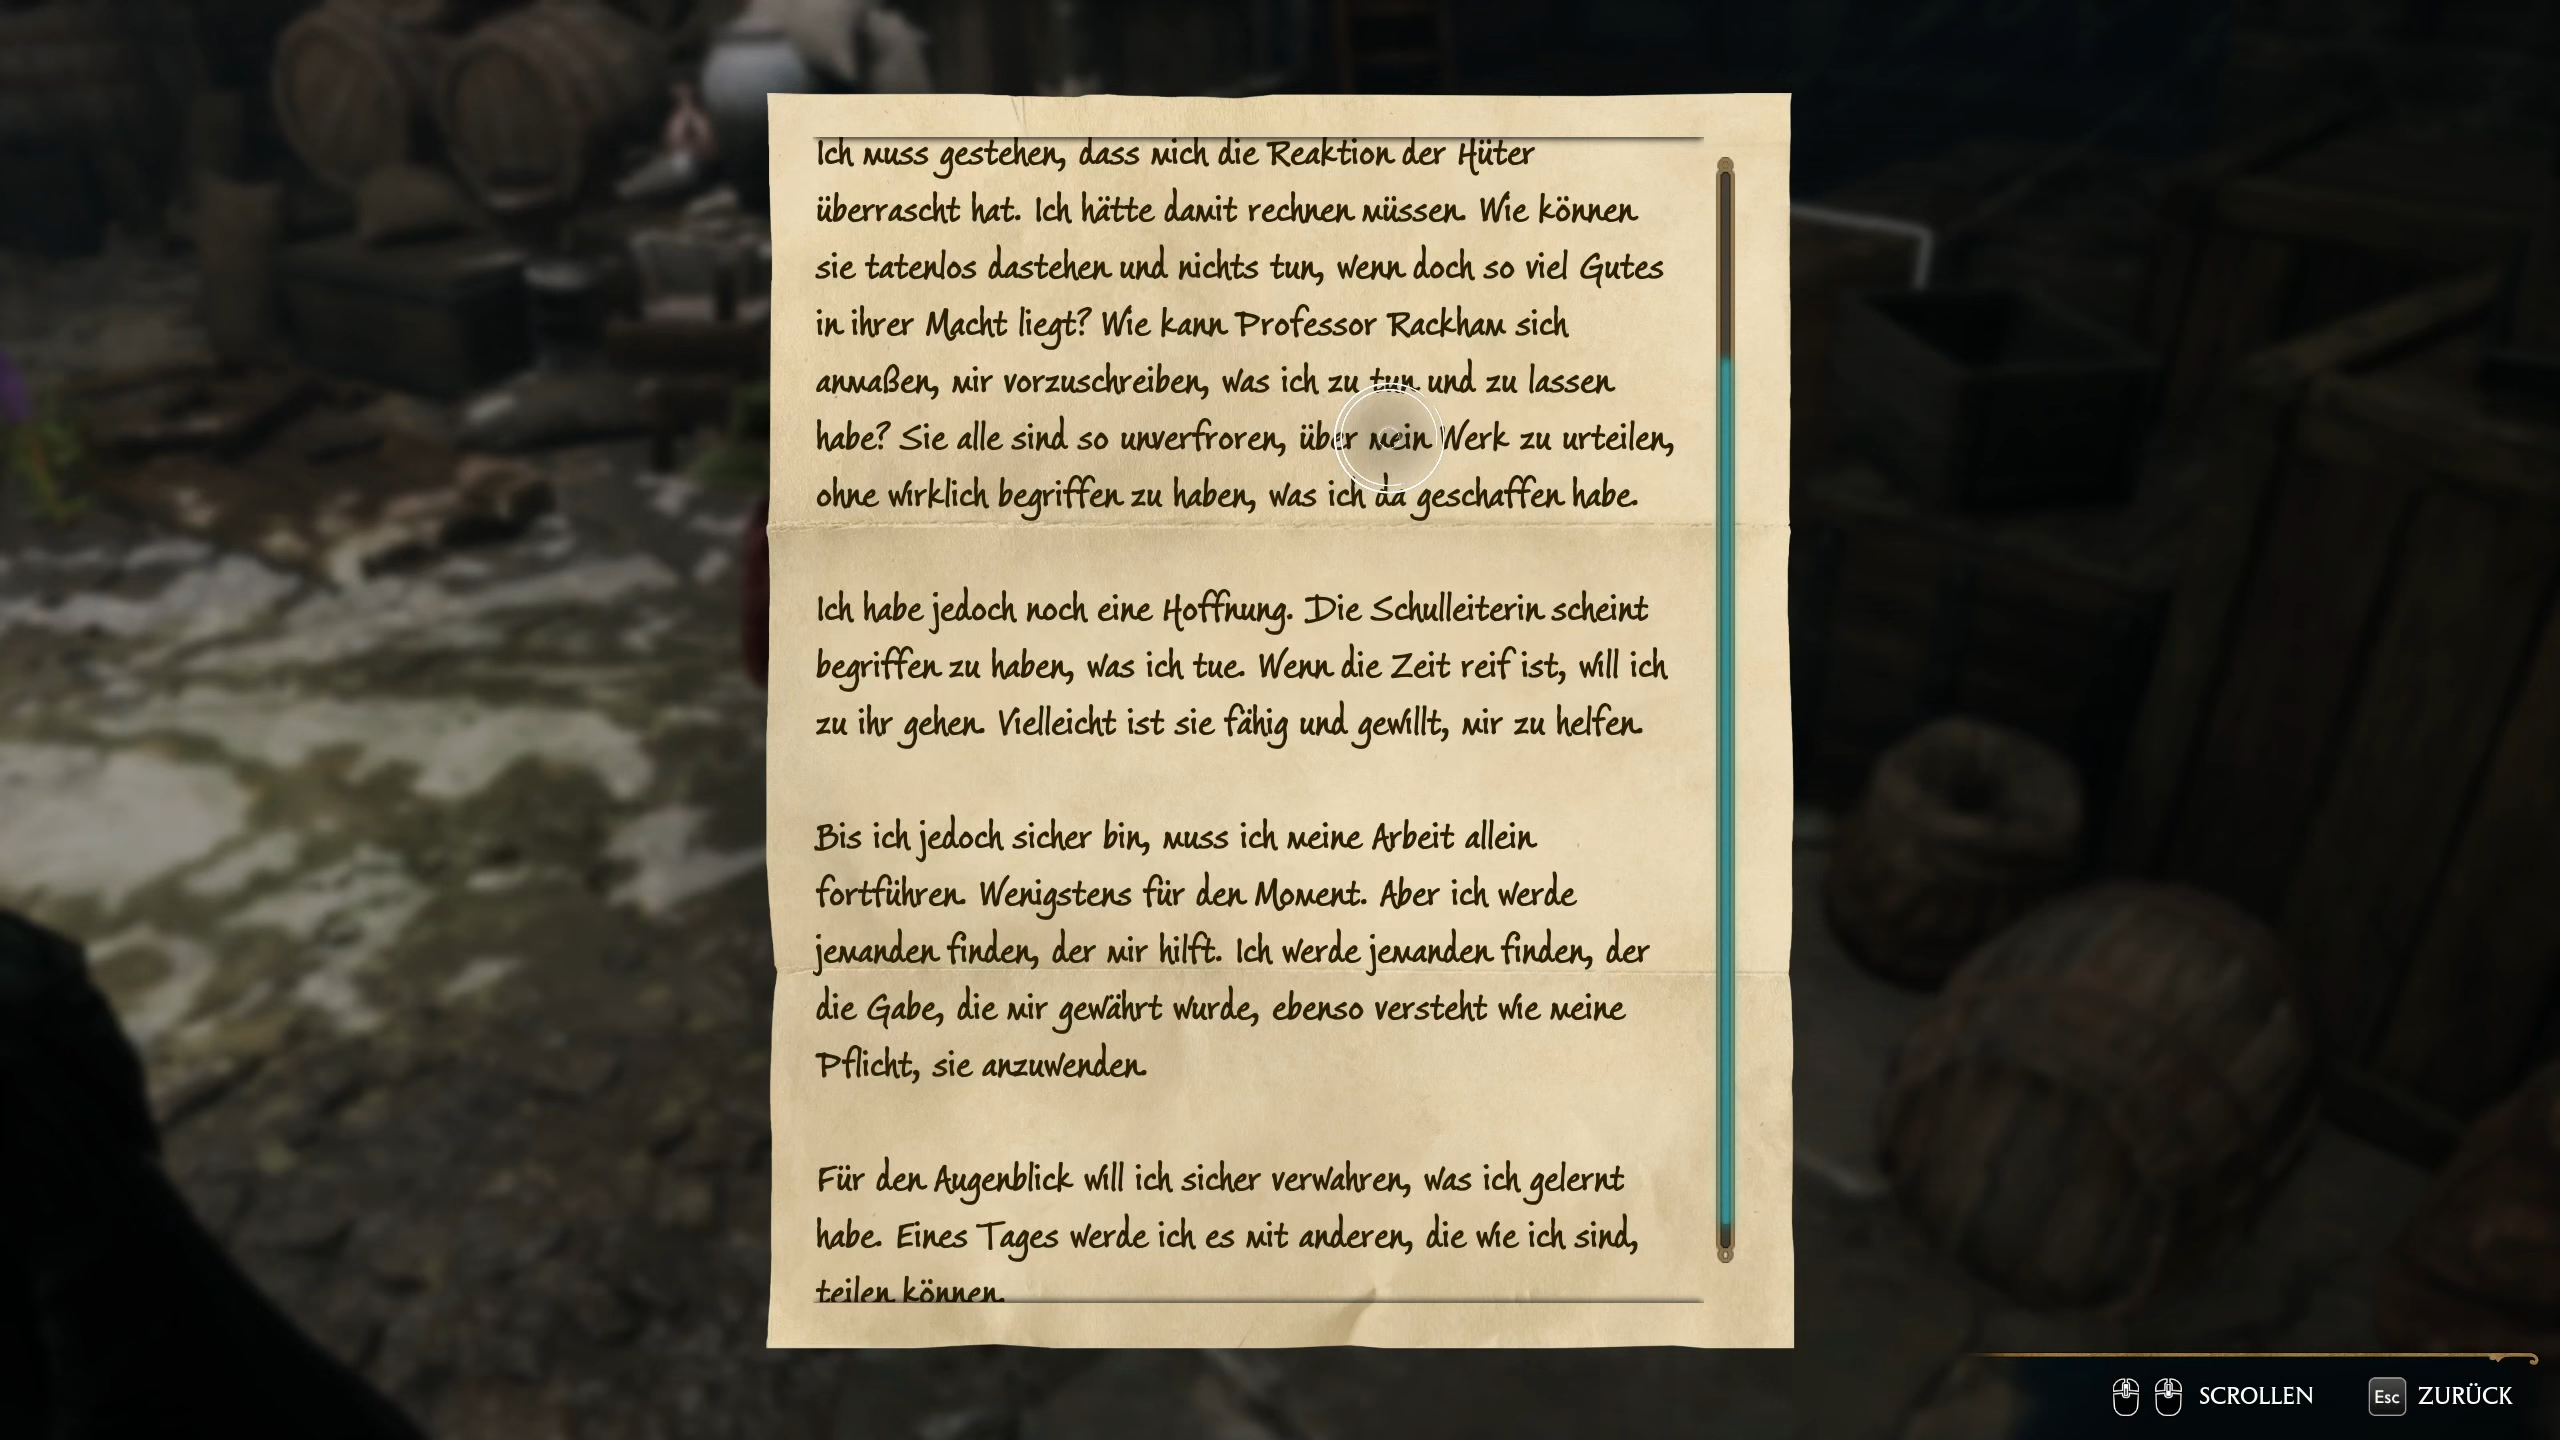 Ich muss gestehen, dass mich die Reaktion der Hüter
überrascht hat. Ich hätte damit rechnen müssen. Wie können
sie tatenlos dastehen und nichts tun, wenn doch so viel Gutes
in ihrer Macht liegt? Wie kann Professor Rackham sich
anmaßen, mir vorzuschreiben, was ich zu tun und zu lassen
habe? Sie alle sind so unverfroren, über mein Werk zu urteilen,
ohne wirklich begriffen zu haben, was ich da geschaffen habe.
Ich habe jedoch noch eine Hoffnung. Die Schulleiterin scheint
begriffen zu haben, was ich tue. Wenn die Zeit reif ist, will ich
zu ihr gehen. Vielleicht ist sie fähig und gewillt, mir zu helfen.
Bis ich jedoch sicher bin, muss ich meine Arbeit allein
fortführen. Wenigstens für den Moment. Aber ich werde
jemanden finden, der mir hilft. Ich werde jemanden finden, der
die Gabe, die mir gewährt wurde, ebenso versteht wie meine
Pflicht, sie anzuwenden.
Für den Augenblick will ich sicher verwahren, was ich gelernt
habe. Eines Tages werde ich es mit anderen, die wie ich sind,
teilen können.
SCROLLEN
Esc ZURÜCK